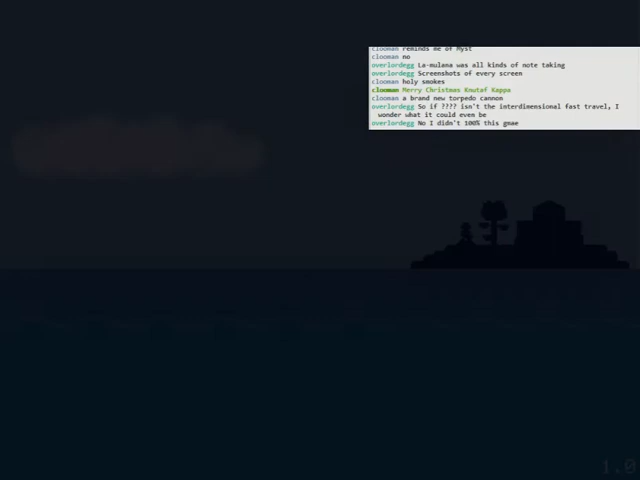 clooman reminds me of Myst
clooman no
overlordegg La-mulana was all kinds of note taking
overlordegg Screenshots of every screen
clooman holy smokes
clooman Merry Christmas Knutaf Kappa
clooman a brand new torpedo cannon
overlordegg So if ???? isn't the interdimensional fast travel, I
wonder what it could even be
overlordegg No I didn't 100% this gmae
1.0